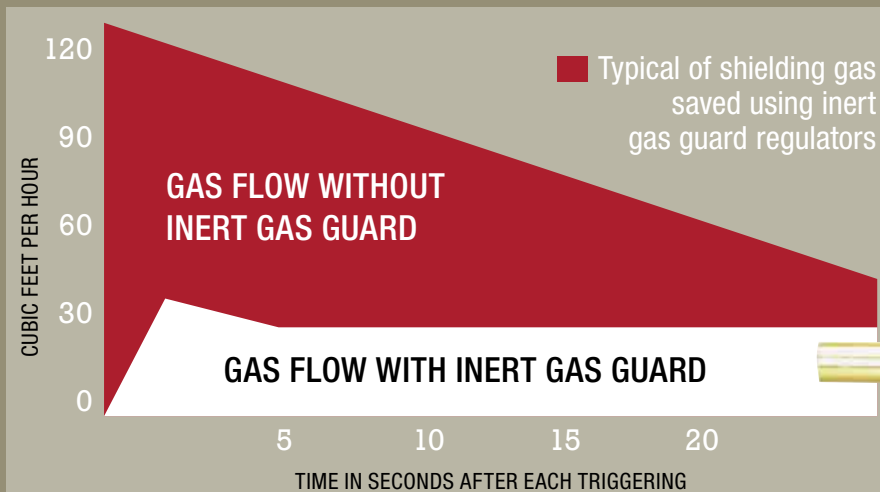 120
90
60
30
0
CUBIC FEET PER HOUR
Typical of shielding gas
saved using inert
gas guard regulators
GAS FLOW WITHOUT
INERT GAS GUARD
GAS FLOW WITH INERT GAS GUARD
5 10 15 20
TIME IN SECONDS AFTER EACH TRIGGERING